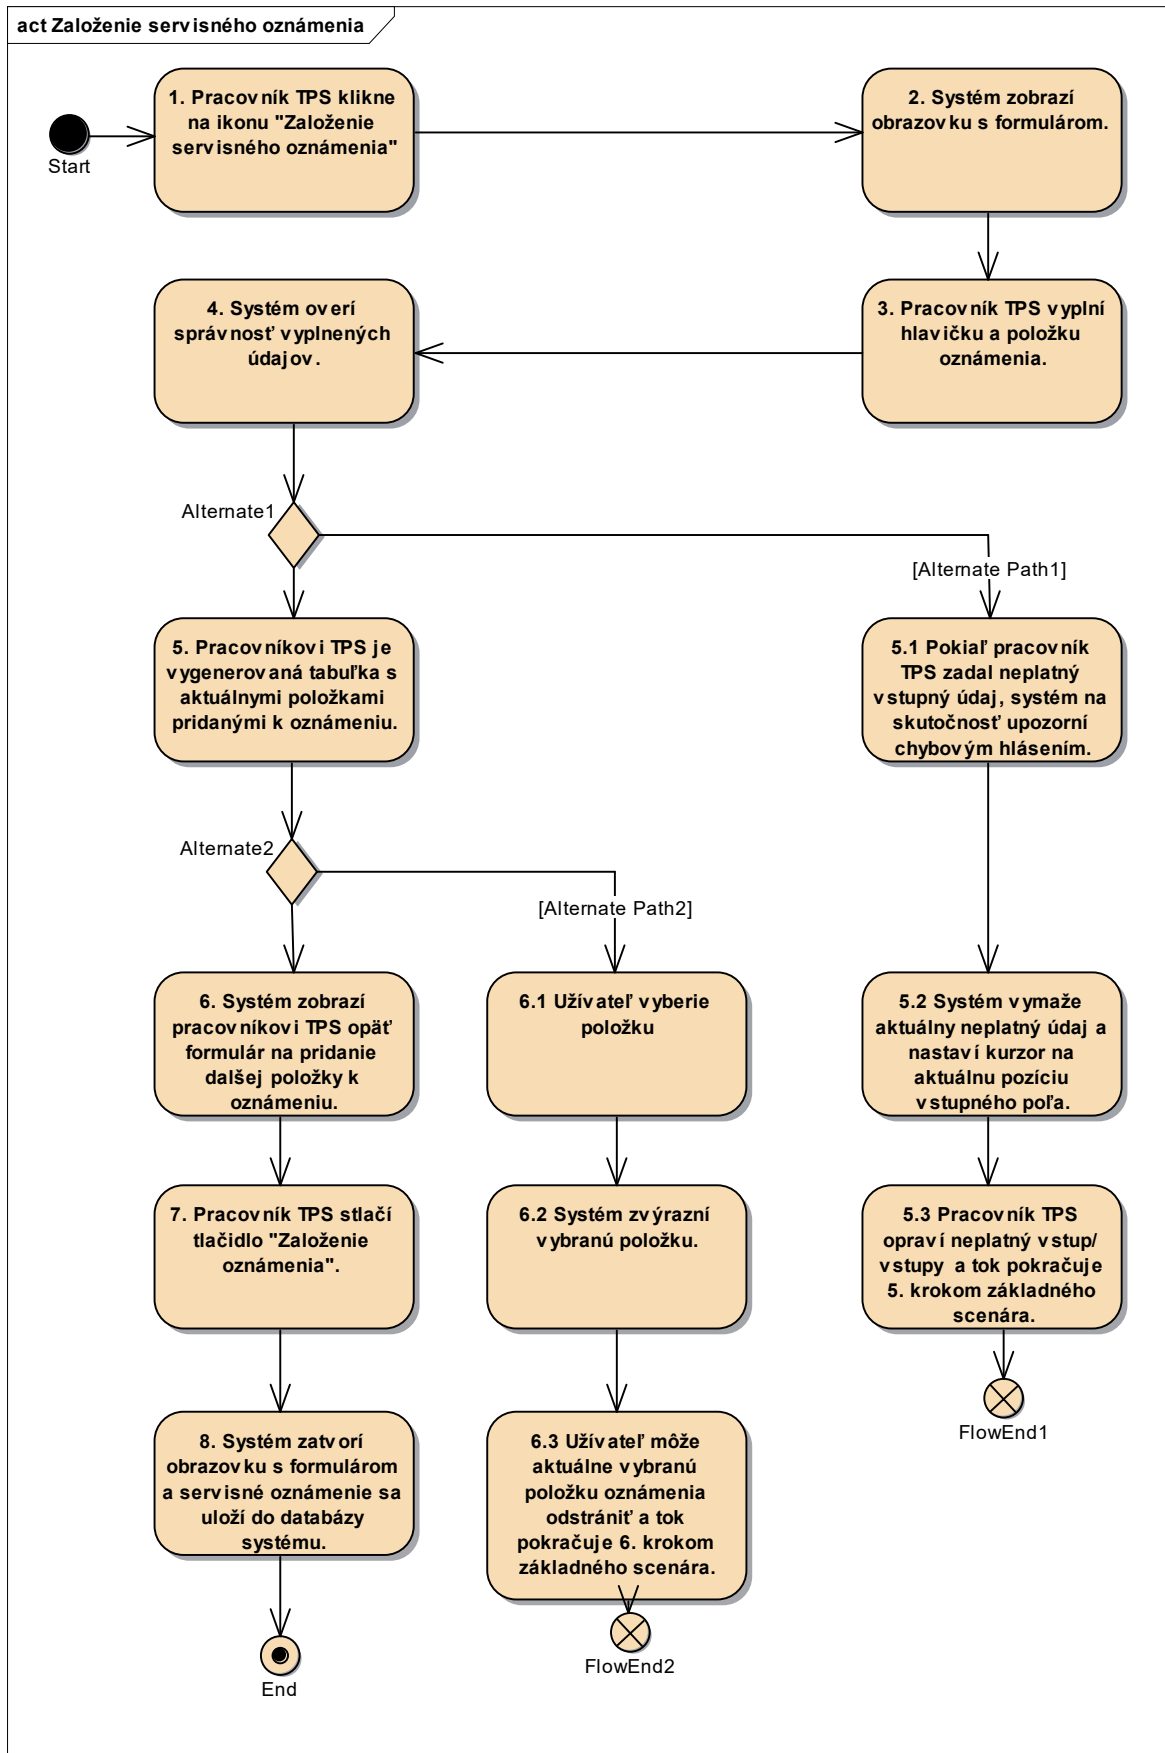 act Založenie servisného oznámenia
Start
1. Pracovník TPS klikne
na ikonu "Založenie
servisného oznámenia"
2. Systém zobrazí
obrazovku s formulárom.
4. Systém overí
správnosť vyplnených
údajov.
3. Pracovník TPS vyplní
hlavičku a položku
oznámenia.
Alternate1
[Alternate Path1]
5. Pracovníkovi TPS je
vygenerovaná tabuľka s
aktuálnymi položkami
pridanými k oznámeniu.
5.1 Pokiaľ pracovník
TPS zadal neplatný
vstupný údaj, systém na
skutočnosť upozorní
chybovým hlásením.
Alternate2
[Alternate Path2]
6. Systém zobrazí
pracovníkovi TPS opäť
formulár na pridanie
dalšej položky k
oznámeniu.
6.1 Užívateľ vyberie
položku
5.2 Systém vymaže
aktuálny neplatný údaj a
nastaví kurzor na
aktuálnu pozíciu
vstupného poľa.
7. Pracovník TPS stlačí
tlačidlo "Založenie
oznámenia".
6.2 Systém zvýrazní
vybranú položku.
5.3 Pracovník TPS
opraví neplatný vstup/
vstupy a tok pokračuje
5. krokom základného
scenára.
FlowEnd1
8. Systém zatvorí
obrazovku s formulárom
a servisné oznámenie sa
uloží do databázy
systému.
6.3 Užívateľ môže
aktuálne vybranú
položku oznámenia
odstrániť a tok
pokračuje 6. krokom
základného scenára.
FlowEnd2
End